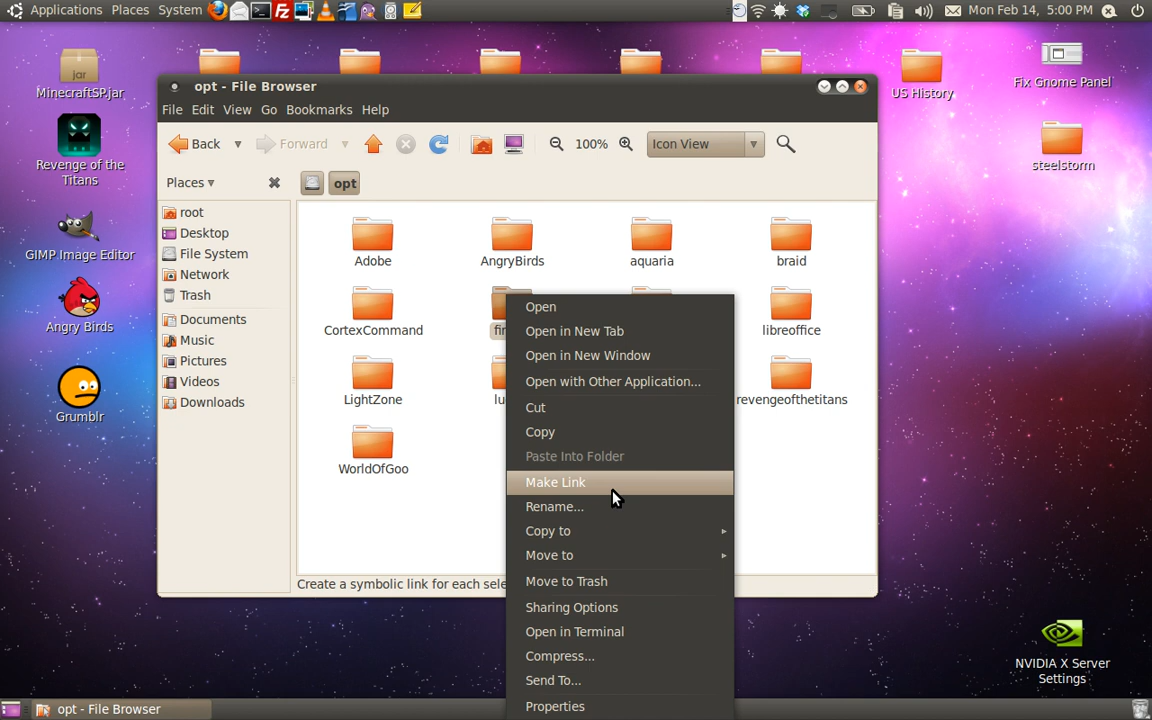 Applications Places System
Mon Feb 14, 5:00 PM
jar
MinecraftSP.jar
Revenge of the
Titans
GIMP Image Editor
Angry Birds
Grumblr
US History
Fix Gnome Panel
steelstorm
NVIDIA X Server
Settings
opt - File Browser
File Edit View Go Bookmarks Help
Back Forward 100% Icon View
Places opt
root
Desktop
File System
Network
Trash
Documents
Music
Pictures
Videos
Downloads
Adobe AngryBirds aquaria braid
CortexCommand libreoffice
LightZone revengeofthetitans
WorldOfGoo
Create a symbolic link for each
Open
Open in New Tab
Open in New Window
Open with Other Application...
Cut
Copy
Paste Into Folder
Make Link
Rename...
Copy to
Move to
Move to Trash
Sharing Options
Open in Terminal
Compress...
Send To...
Properties
opt - File Browser